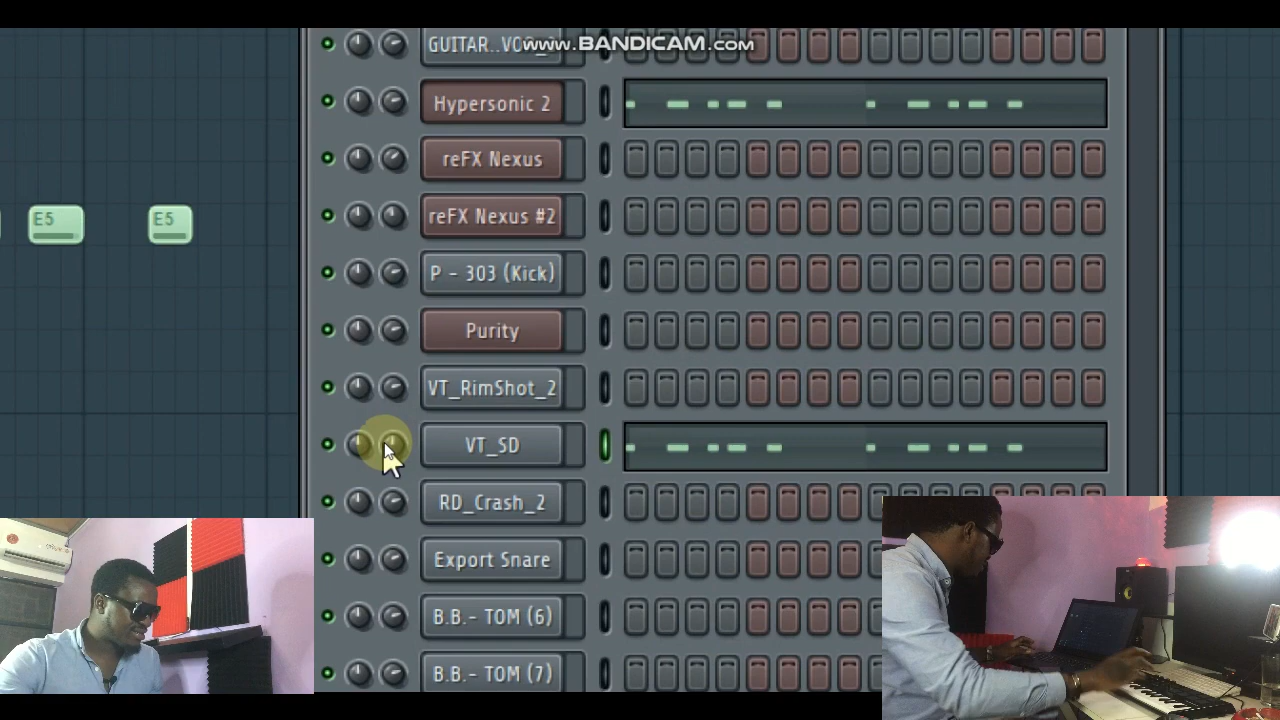 GUITAR..VOO_
www.BANDICAM.com
Hypersonic 2
reFX Nexus
reFX Nexus #2
E5
E5
P - 303 (Kick)
Purity
VT_RimShot_2
VT_SD
RD_Crash_2
Export Snare
B.B.- TOM (6)
B.B.- TOM (7)